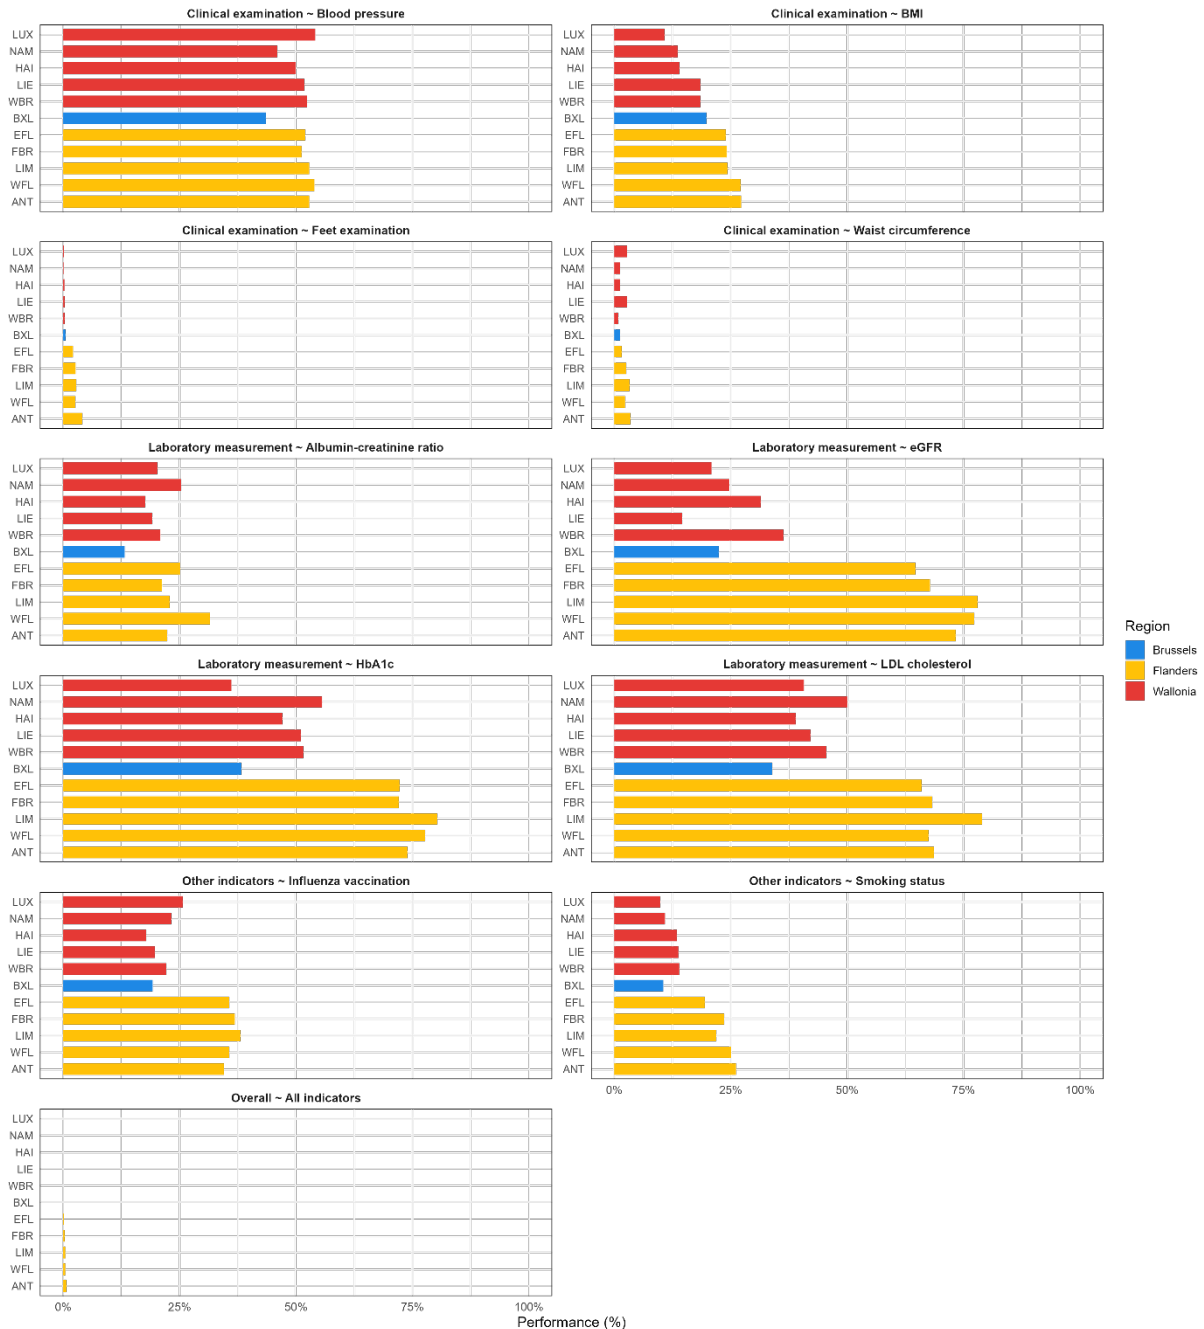 Clinical examination ~ Blood pressure
LUX
NAM
HAI
LIE
WBR
BXL
EFL
FBR
LIM
WFL
ANT
Clinical examination ~ BMI
LUX
NAM
HAI
LIE
WBR
BXL
EFL
FBR
LIM
WFL
ANT
Clinical examination ~ Feet examination
LUX
NAM
HAI
LIE
WBR
BXL
EFL
FBR
LIM
WFL
ANT
Clinical examination ~ Waist circumference
LUX
NAM
HAI
LIE
WBR
BXL
EFL
FBR
LIM
WFL
ANT
Laboratory measurement ~ Albumin-creatinine ratio
LUX
NAM
HAI
LIE
WBR
BXL
EFL
FBR
LIM
WFL
ANT
Laboratory measurement ~ eGFR
LUX
NAM
HAI
LIE
WBR
BXL
EFL
FBR
LIM
WFL
ANT
Laboratory measurement ~ HbA1c
LUX
NAM
HAI
LIE
WBR
BXL
EFL
FBR
LIM
WFL
ANT
Laboratory measurement ~ LDL cholesterol
LUX
NAM
HAI
LIE
WBR
BXL
EFL
FBR
LIM
WFL
ANT
Other indicators ~ Influenza vaccination
LUX
NAM
HAI
LIE
WBR
BXL
EFL
FBR
LIM
WFL
ANT
Other indicators ~ Smoking status
LUX
NAM
HAI
LIE
WBR
BXL
EFL
FBR
LIM
WFL
ANT
0% 25% 50% 75% 100%
Overall ~ All indicators
LUX
NAM
HAI
LIE
WBR
BXL
EFL
FBR
LIM
WFL
ANT
0% 25% 50% 75% 100%
Performance (%)
Region
Brussels
Flanders
Wallonia